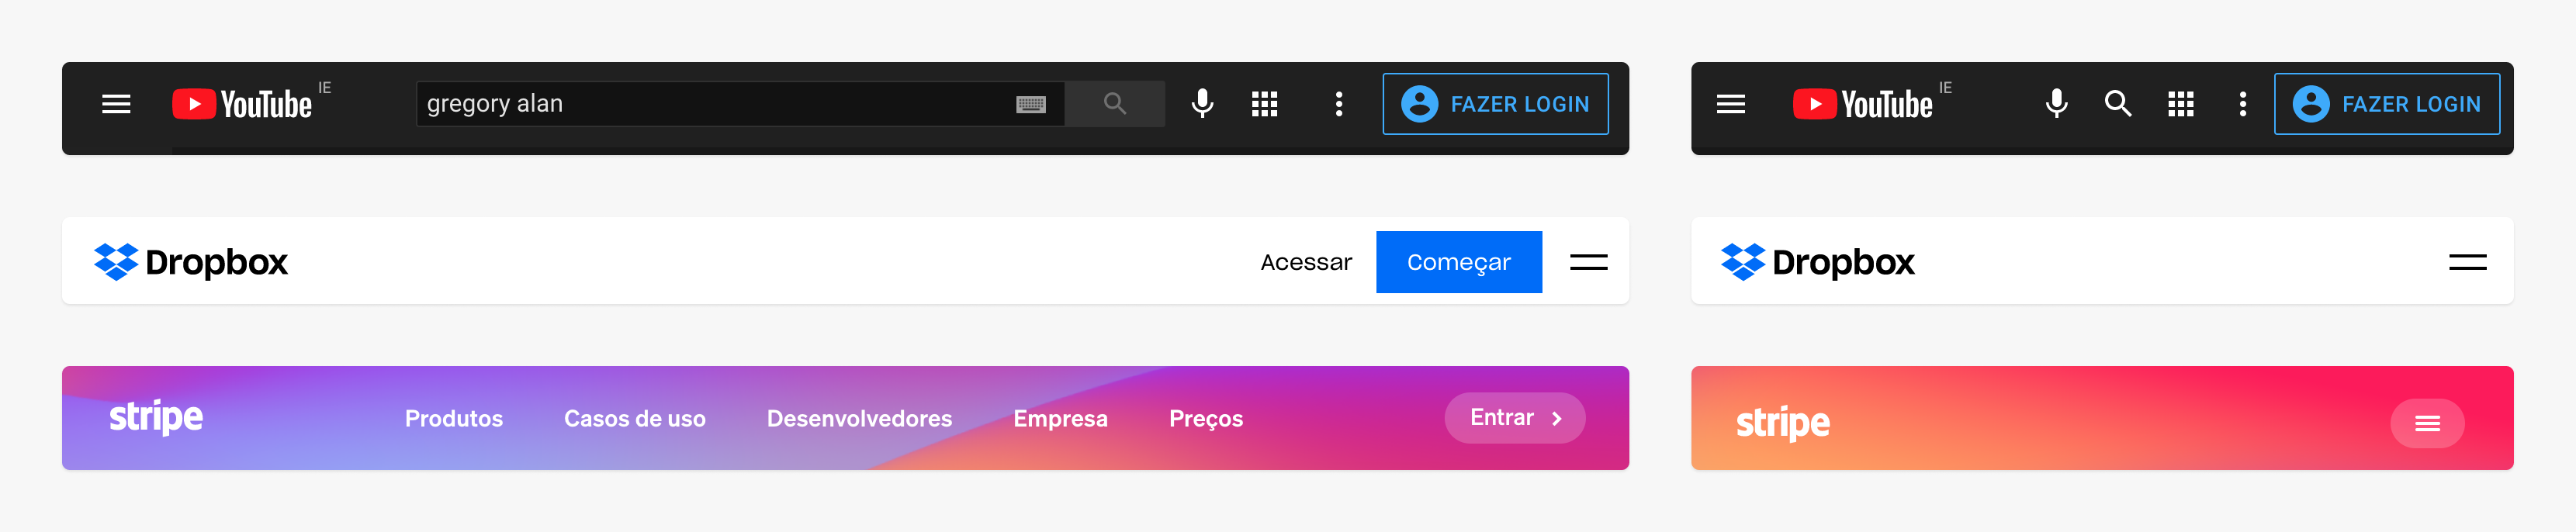 YouTube IE gregory alan FAZER LOGIN
YouTube IE FAZER LOGIN
Dropbox Acessar Começar
Dropbox
stripe Produtos Casos de uso Desenvolvedores Empresa Preços Entrar
stripe